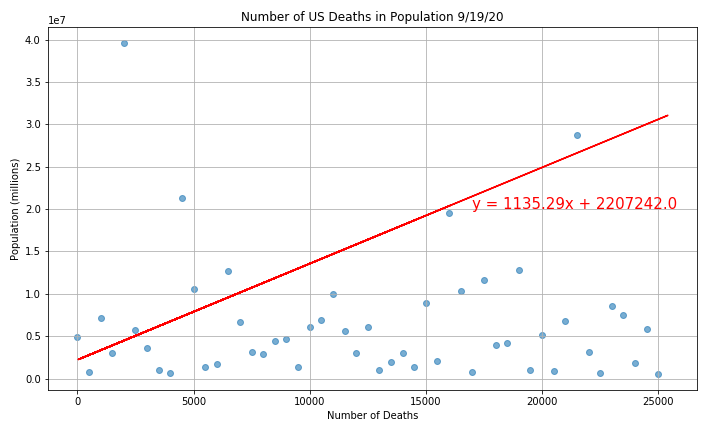 Number of US Deaths in Population 9/19/20
1e7
4.0
3.5
3.0
2.5
2.0
1.5
1.0
0.5
0.0
Population (millions)
y = 1135.29x + 2207242.0
0 5000 10000 15000 20000 25000
Number of Deaths